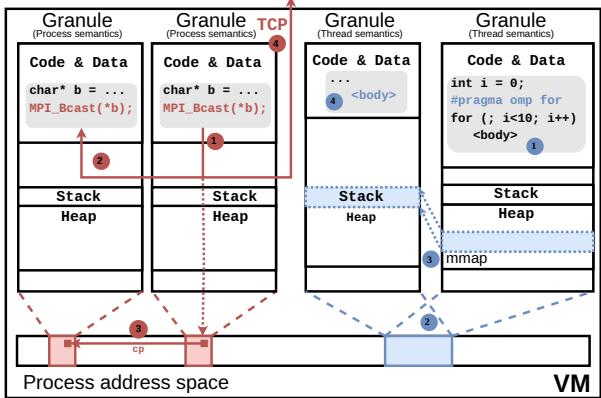 Granule
(Process semantics)
Code & Data
char* b = ...
MPI_Bcast(*b);
2
Stack
Heap
Granule
(Process semantics)
TCP
4
Code & Data
char* b = ...
MPI_Bcast(*b);
1
Stack
Heap
Granule
(Thread semantics)
Code & Data
...
4 <body>
Stack
Heap
Granule
(Thread semantics)
Code & Data
int i = 0;
#pragma omp for
for (; i<10; i++)
<body>
1
Stack
Heap
3 mmap
2
3
cp
Process address space
VM